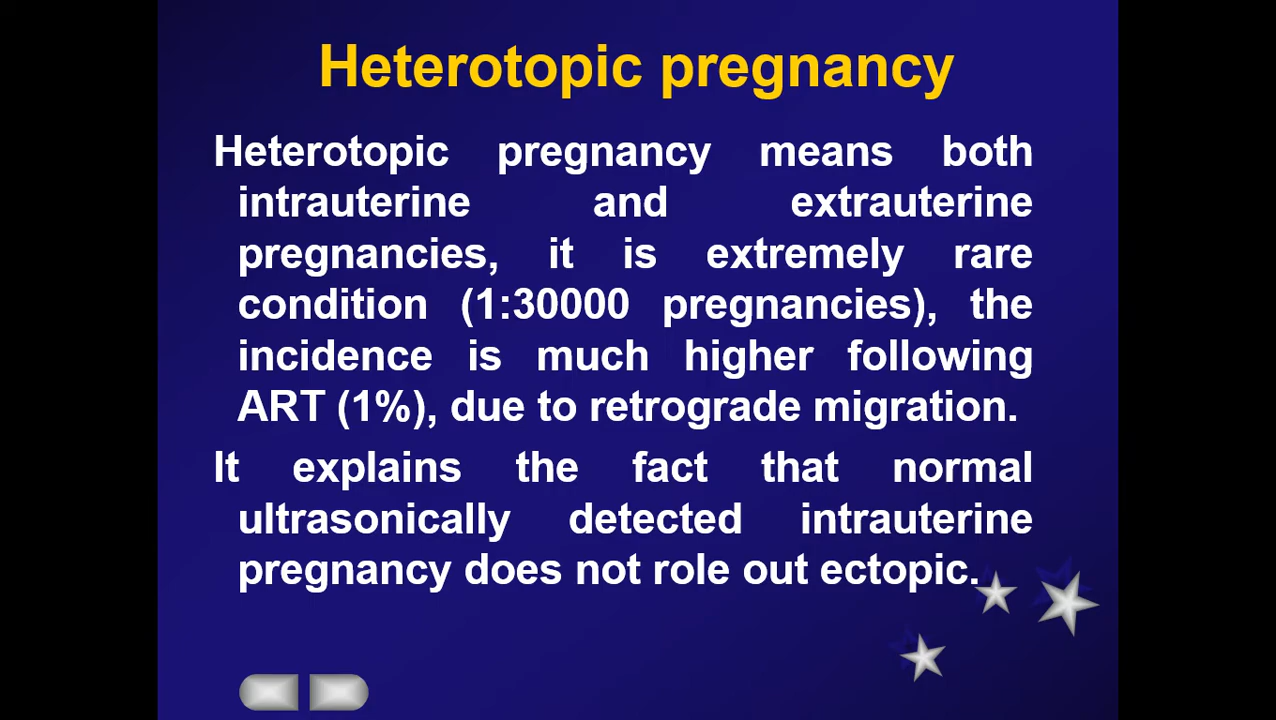 Heterotopic pregnancy
Heterotopic pregnancy means both
intrauterine and extrauterine
pregnancies, it is extremely rare
condition (1:30000 pregnancies), the
incidence is much higher following
ART (1%), due to retrograde migration.
It explains the fact that normal
ultrasonically detected intrauterine
pregnancy does not role out ectopic.